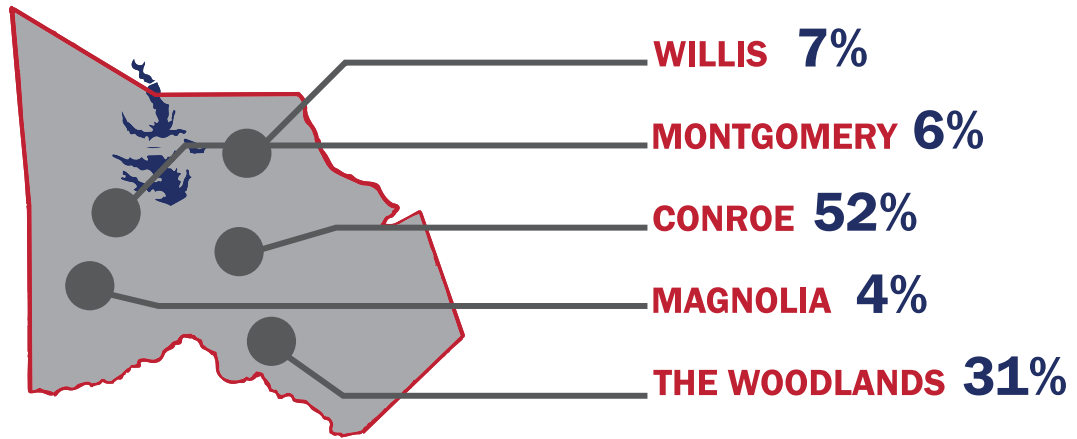 WILLIS 7%
MONTGOMERY 6%
CONROE 52%
MAGNOLIA 4%
THE WOODLANDS 31%